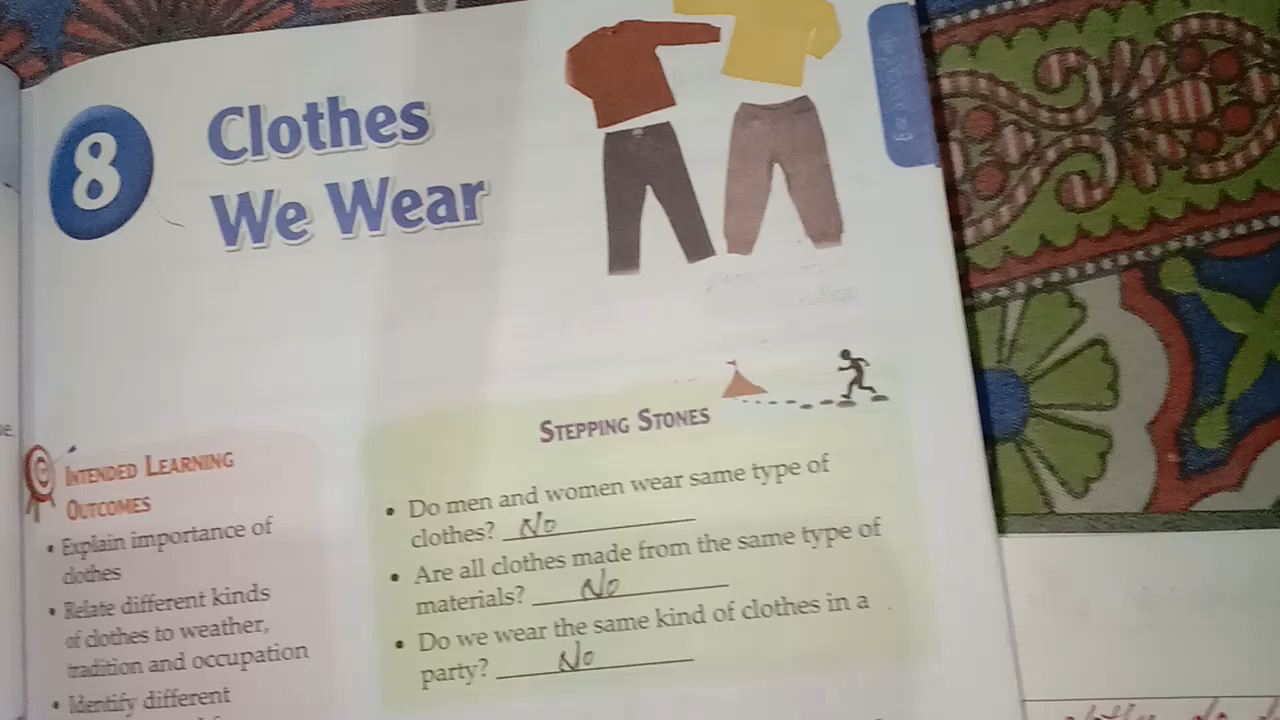 8
Clothes
We Wear
INTENDED LEARNING
OUTCOMES
• Explain importance of
clothes
• Relate different kinds
of clothes to weather,
tradition and occupation
• Identify different
STEPPING STONES
• Do men and women wear same type of
clothes? No
• Are all clothes made from the same type of
materials? No
• Do we wear the same kind of clothes in a
party? No